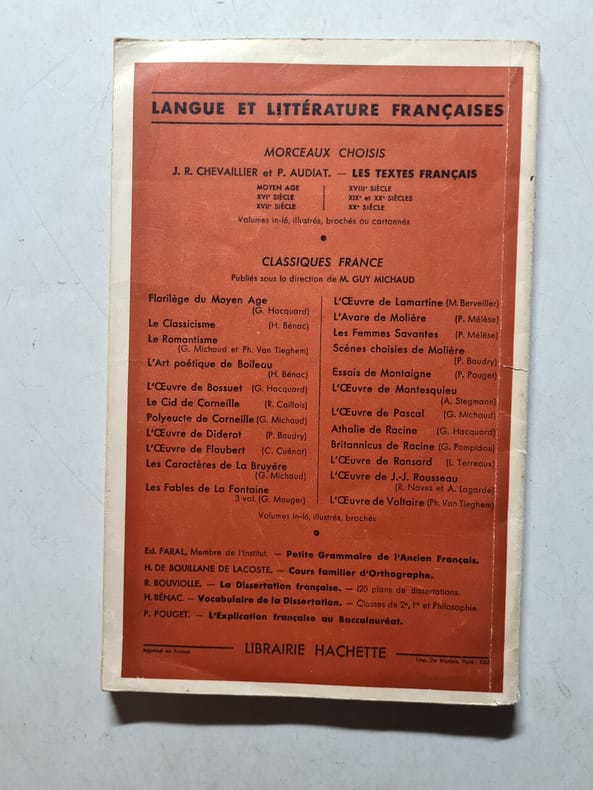 LANGUE ET LITTÉRATURE FRANÇAISES
MORCEAUX CHOISIS
J. R. CHEVAILLIER et P. AUDIAT. — LES TEXTES FRANÇAIS
MOYEN AGE
XVIᵉ SIÈCLE
XVIIᵉ SIÈCLE
XVIIIᵉ SIÈCLE
XIXᵉ et XXᵉ SIÈCLES
XXᵉ SIÈCLE
Volumes in-16, illustrés, brochés ou cartonnés
CLASSIQUES FRANCE
Publiés sous la direction de M. GUY MICHAUD
Florilège du Moyen Age
(G. Hacquard)
Le Classicisme (H. Bénac)
Le Romantisme
(G. Michaud et Ph. Van Tieghem)
L'Art poétique de Boileau
(H. Bénac)
L'Œuvre de Bossuet (G. Hacquard)
Le Cid de Corneille (R. Caillois)
Polyeucte de Corneille (G. Michaud)
L'Œuvre de Diderot (P. Baudry)
L'Œuvre de Flaubert (C. Cuénot)
Les Caractères de La Bruyére
(G. Michaud)
Les Fables de La Fontaine
3 vol. (G. Mauger)
L'Œuvre de Lamartine (M. Berveiller)
L'Avare de Molière (P. Mélèse)
Les Femmes Savantes (P. Mélèse)
Scènes choisies de Molière
(P. Baudry)
Essais de Montaigne (P. Pouget)
L'Œuvre de Montesquieu
(A. Stegmann)
L'Œuvre de Pascal (G. Michaud)
Athalie de Racine (G. Hacquard)
Britannicus de Racine (G. Pompidou)
L'Œuvre de Ronsard (L. Terreaux)
L'Œuvre de J.-J. Rousseau
(R. Naves et A. Lagarde)
L'Œuvre de Voltaire (Ph. Van Tieghem)
Volumes in-16, illustrés, brochés
Ed. FARAL, Membre de l'Institut. — Petite Grammaire de l'Ancien Français.
H. DE BOUILLANE DE LACOSTE. — Cours familier d'Orthographe.
R. BOUVIOLLE. — La Dissertation française. — 120 plans de dissertations.
H. BÉNAC. — Vocabulaire de la Dissertation. — Classes de 2ᵉ, 1ʳᵉ et Philosophie.
P. POUGET. — L'Explication française au Baccalauréat.
LIBRAIRIE HACHETTE
Imprimé en France